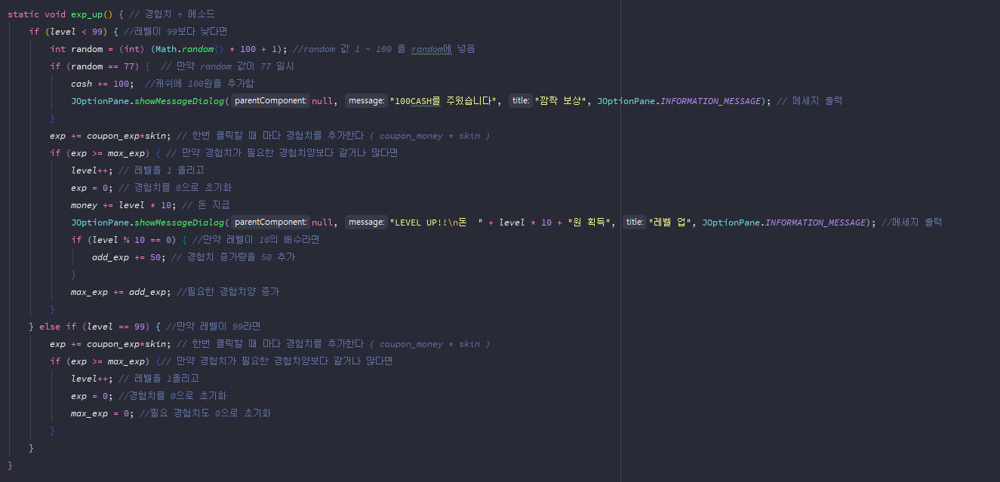 static void exp_up() { // 경험치 ↑ 메소드
if (level < 99) { //레벨이 99보다 낮다면
int random = (int) (Math.random() * 100 + 1); //random 값 1 ~ 100 을 random에 넣음
if (random == 77) { // 만약 random 값이 77 일시
cash += 100; //캐쉬에 100원을 추가함
JOptionPane.showMessageDialog( parentComponent: null, message: "100CASH를 주웠습니다", title: "깜짝 보상", JOptionPane.INFORMATION_MESSAGE); // 메세지 출력
}
exp += coupon_exp*skin; // 한번 클릭할 때 마다 경험치를 추가한다 ( coupon_money * skin )
if (exp >= max_exp) { // 만약 경험치가 필요한 경험치양보다 같거나 많다면
level++; // 레벨을 1 올리고
exp = 0; // 경험치를 0으로 초기화
money += level * 10; // 돈 지급
JOptionPane.showMessageDialog( parentComponent: null, message: "LEVEL UP!!\n돈  " + level * 10 + "원 획득", title: "레벨 업", JOptionPane.INFORMATION_MESSAGE); //메세지 출력
if (level % 10 == 0) { //만약 레벨이 10의 배수라면
add_exp += 50; // 경험치 증가량을 50 추가
}
max_exp += add_exp; //필요한 경험치양 증가
}
} else if (level == 99) { //만약 레벨이 99라면
exp += coupon_exp*skin; // 한번 클릭할 때 마다 경험치를 추가한다 ( coupon_money * skin )
if (exp >= max_exp) {// 만약 경험치가 필요한 경험치양보다 같거나 많다면
level++; // 레벨을 1올리고
exp = 0; //경험치를 0으로 초기화
max_exp = 0; //필요 경험치도 0으로 초기화
}
}
}